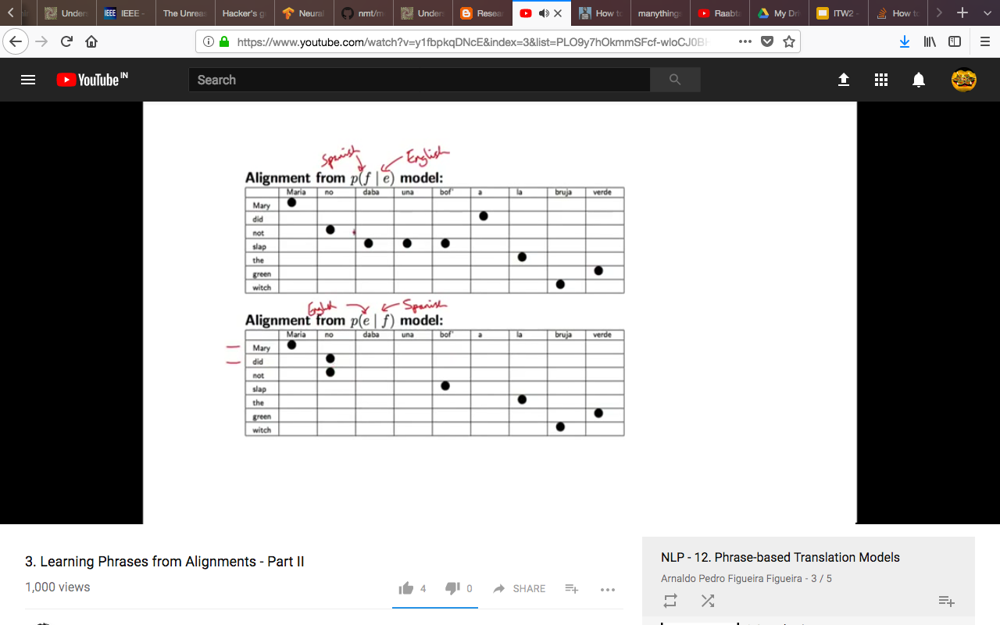 Under
IEEE -
The Unreas
Hacker's g
Neural
nmt/m
Under
Resea
How to
manything
Raabt
My Dri
ITW2 -
How to
https://www.youtube.com/watch?v=y1fbpkqDNcE&index=3&list=PLO9y7hOkmmSFcf-wloCJ0B
YouTube IN
Search
Spanish English
Alignment from p(f | e) model:
Maria no daba una bof' a la bruja verde
Mary
did
not
slap
the
green
witch
English Spanish
Alignment from p(e | f) model:
Maria no daba una bof' a la bruja verde
Mary
did
not
slap
the
green
witch
3. Learning Phrases from Alignments - Part II
1,000 views
4 0 SHARE
NLP - 12. Phrase-based Translation Models
Arnaldo Pedro Figueira Figueira - 3 / 5